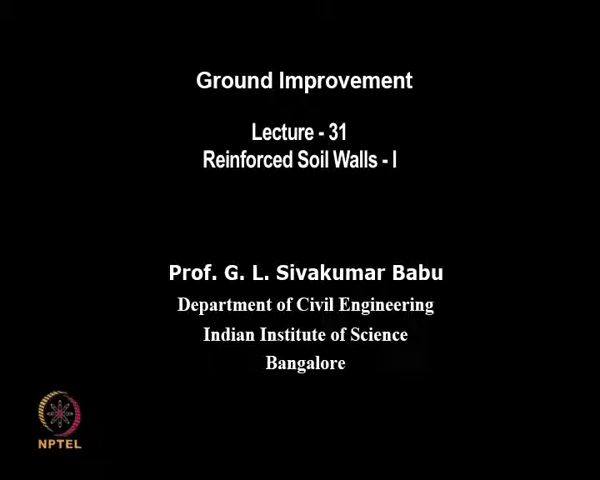 Ground Improvement
Lecture - 31
Reinforced Soil Walls - I
Prof. G. L. Sivakumar Babu
Department of Civil Engineering
Indian Institute of Science
Bangalore
NPTEL